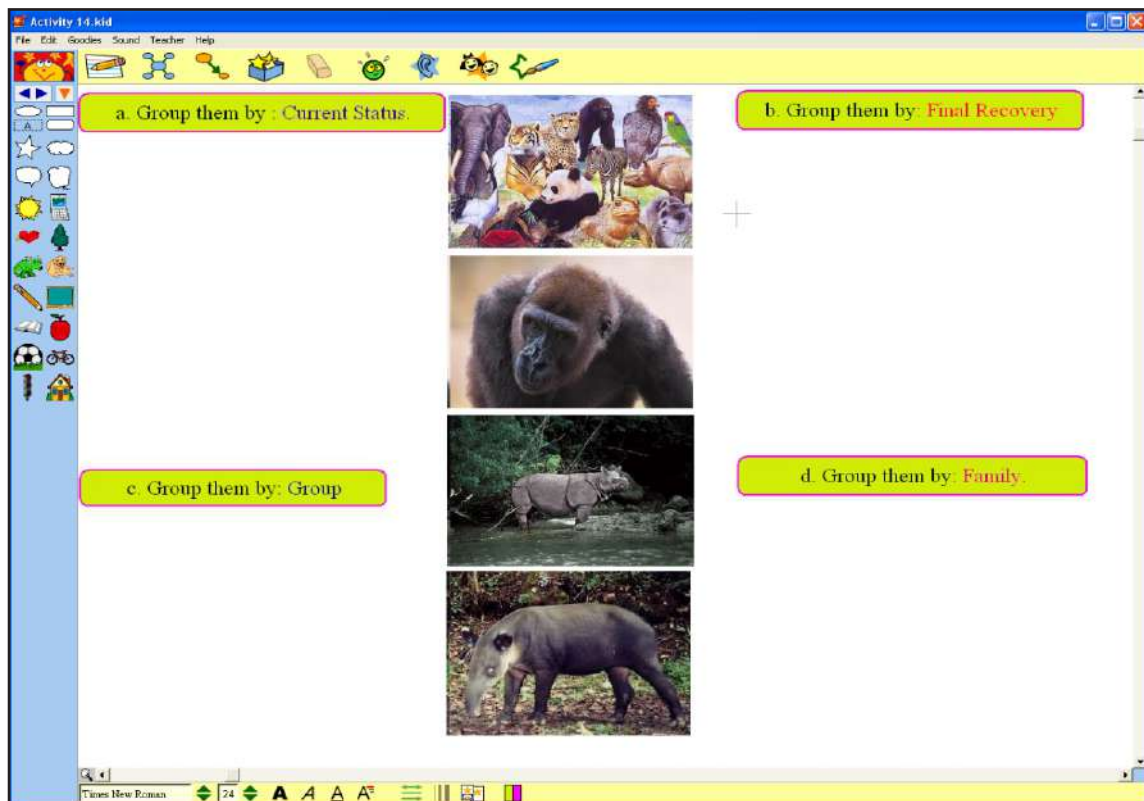 Activity 14.kid
File Edit Goodies Sound Teacher Help
a. Group them by : Current Status.
b. Group them by: Final Recovery
c. Group them by: Group
d. Group them by: Family.
Times New Roman 24 A A A A